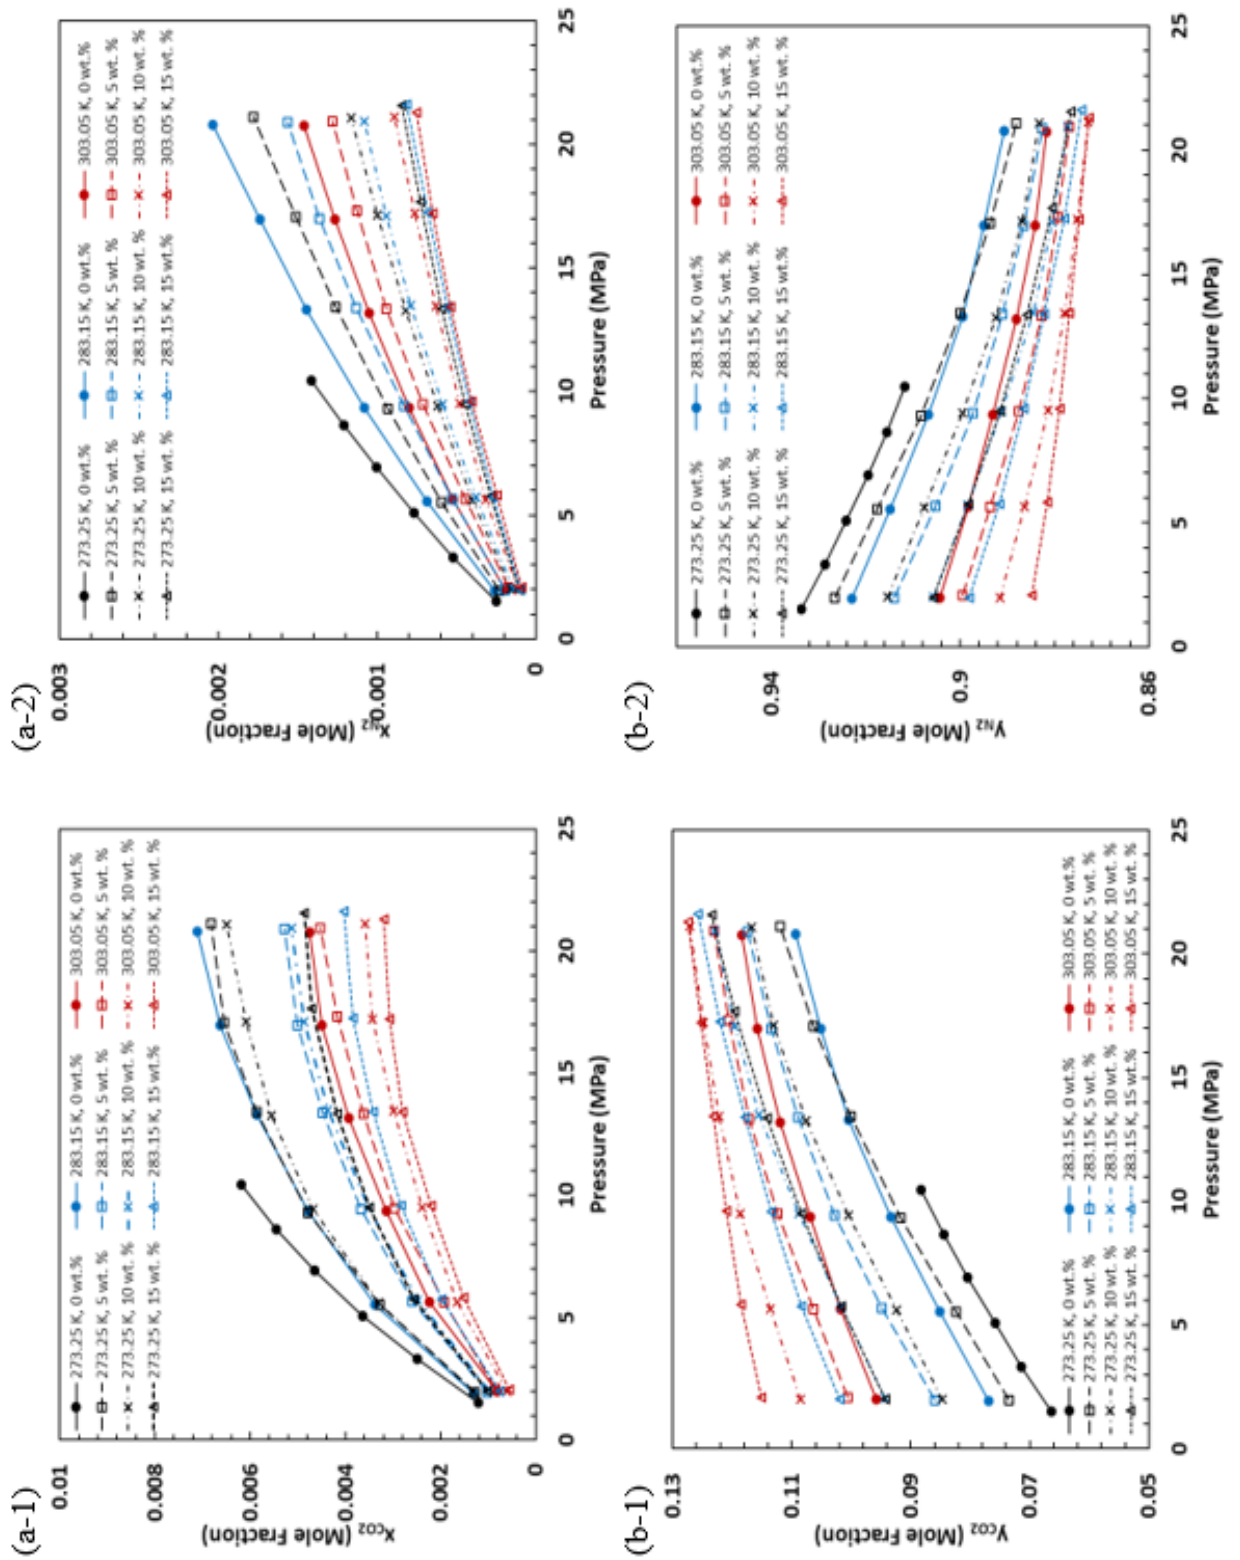 (a-1)
0.01
0.008
0.006
0.004
0.002
0
xCO2 (Mole Fraction)
273.25 K, 0 wt.% 283.15 K, 0 wt.% 303.05 K, 0 wt.%
273.25 K, 5 wt. % 283.15 K, 5 wt. % 303.05 K, 5 wt. %
273.25 K, 10 wt. % 283.15 K, 10 wt. % 303.05 K, 10 wt. %
273.25 K, 15 wt. % 283.15 K, 15 wt.% 303.05 K, 15 wt. %
0 5 10 15 20 25
Pressure (MPa)
(a-2)
0.003
0.002
0.001
0
xN2 (Mole Fraction)
273.25 K, 0 wt.% 283.15 K, 0 wt.% 303.05 K, 0 wt.%
273.25 K, 5 wt. % 283.15 K, 5 wt. % 303.05 K, 5 wt. %
273.25 K, 10 wt. % 283.15 K, 10 wt. % 303.05 K, 10 wt. %
273.25 K, 15 wt. % 283.15 K, 15 wt.% 303.05 K, 15 wt. %
0 5 10 15 20 25
Pressure (MPa)
(b-1)
0.13
0.11
0.09
0.07
0.05
yCO2 (Mole Fraction)
273.25 K, 0 wt.% 283.15 K, 0 wt.% 303.05 K, 0 wt.%
273.25 K, 5 wt. % 283.15 K, 5 wt. % 303.05 K, 5 wt. %
273.25 K, 10 wt. % 283.15 K, 10 wt. % 303.05 K, 10 wt. %
273.25 K, 15 wt. % 283.15 K, 15 wt.% 303.05 K, 15 wt. %
0 5 10 15 20 25
Pressure (MPa)
(b-2)
0.94
0.9
0.86
yN2 (Mole Fraction)
273.25 K, 0 wt.% 283.15 K, 0 wt.% 303.05 K, 0 wt.%
273.25 K, 5 wt. % 283.15 K, 5 wt. % 303.05 K, 5 wt. %
273.25 K, 10 wt. % 283.15 K, 10 wt. % 303.05 K, 10 wt. %
273.25 K, 15 wt. % 283.15 K, 15 wt.% 303.05 K, 15 wt. %
0 5 10 15 20 25
Pressure (MPa)